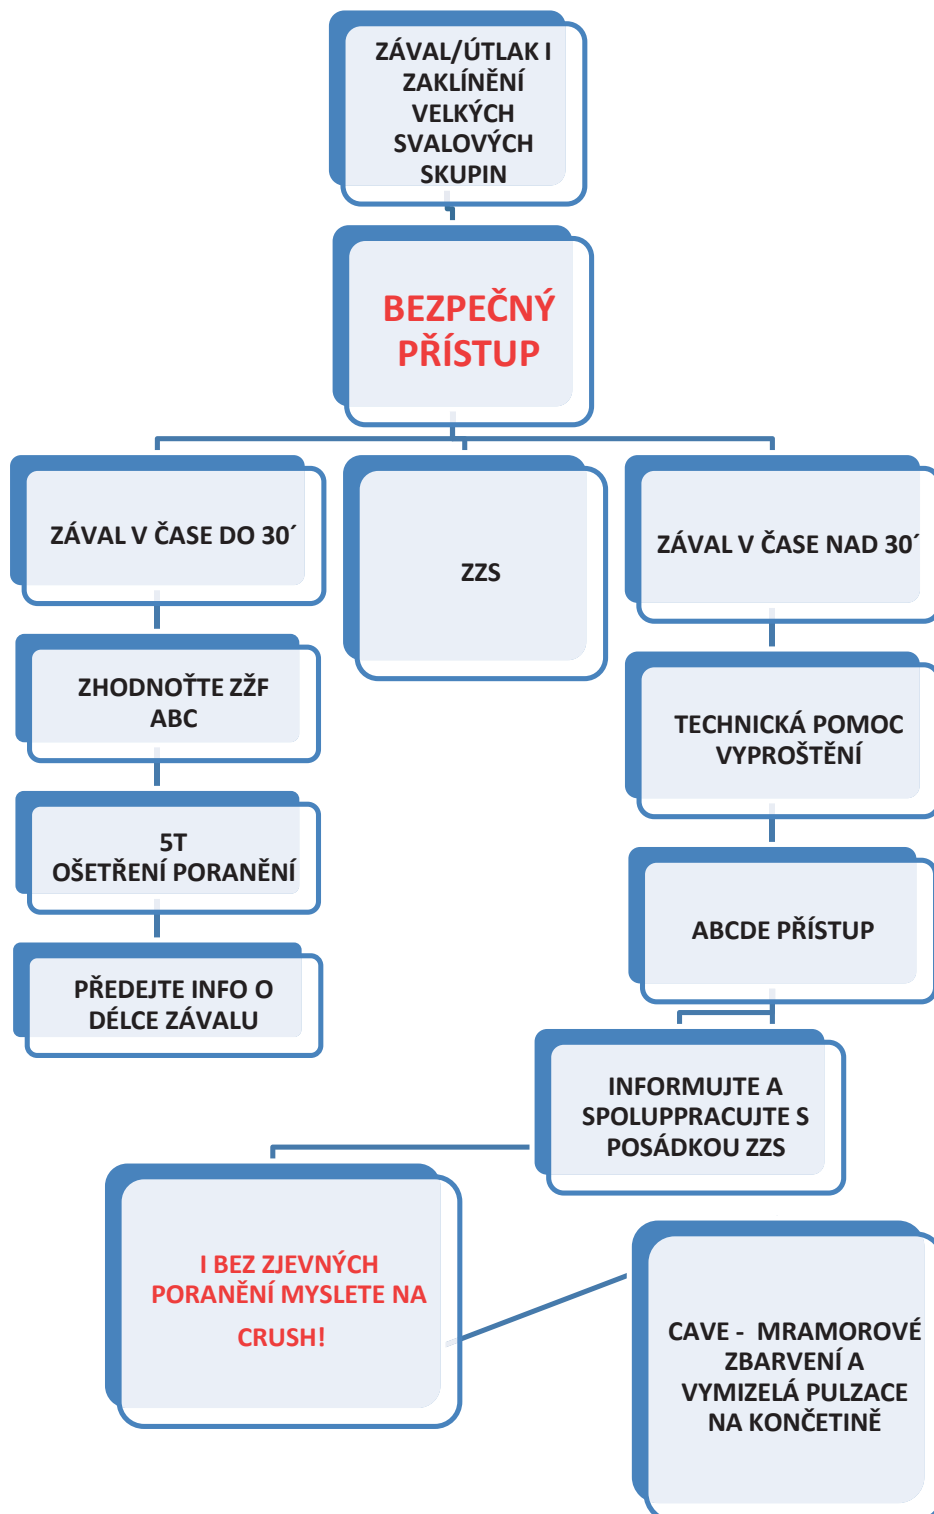 ZÁVAL/ÚTLAK I
ZAKLÍNĚNÍ
VELKÝCH
SVALOVÝCH
SKUPIN
BEZPEČNÝ
PŘÍSTUP
ZÁVAL V ČASE DO 30´
ZHODNOŤTE ZŽF
ABC
5T
OŠETŘENÍ PORANĚNÍ
PŘEDEJTE INFO O
DÉLCE ZÁVALU
ZZS
ZÁVAL V ČASE NAD 30´
TECHNICKÁ POMOC
VYPROŠTĚNÍ
ABCDE PŘÍSTUP
INFORMUJTE A
SPOLUPPRACUJTE S
POSÁDKOU ZZS
I BEZ ZJEVNÝCH
PORANĚNÍ MYSLETE NA
CRUSH!
CAVE - MRAMOROVÉ
ZBARVENÍ A
VYMIZELÁ PULZACE
NA KONČETINĚ